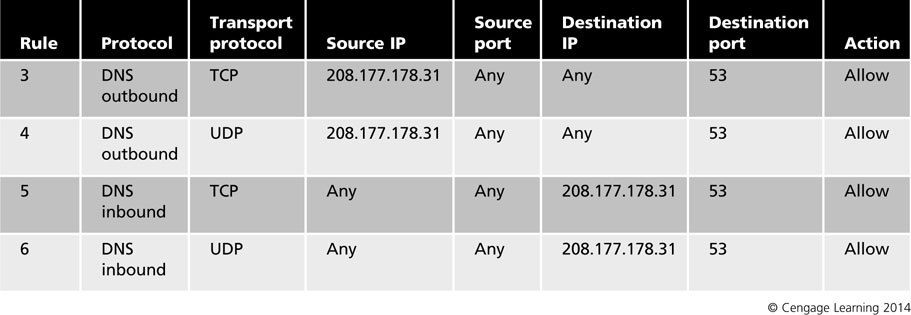 Rule Protocol Transport protocol Source IP Source port Destination IP Destination port Action
3 DNS outbound TCP 208.177.178.31 Any Any 53 Allow
4 DNS outbound UDP 208.177.178.31 Any Any 53 Allow
5 DNS inbound TCP Any Any 208.177.178.31 53 Allow
6 DNS inbound UDP Any Any 208.177.178.31 53 Allow
© Cengage Learning 2014